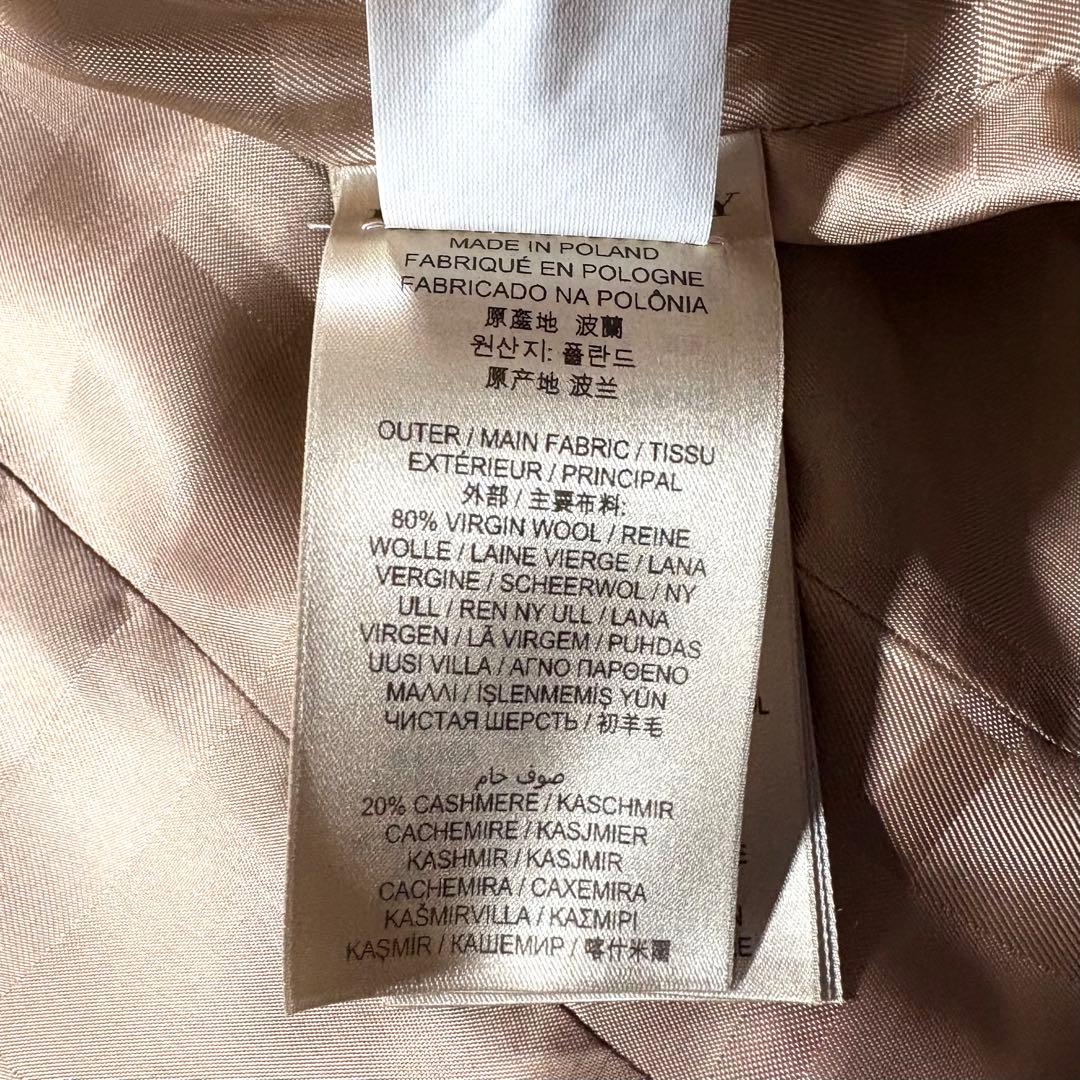 Y
MADE IN POLAND
FABRIQUÉ EN POLOGNE
FABRICADO NA POLÔNIA
原產地 波蘭
원산지: 폴란드
原产地 波兰
OUTER / MAIN FABRIC / TISSU
EXTÉRIEUR / PRINCIPAL
外部 / 主要布料:
80% VIRGIN WOOL / REINE
WOLLE / LAINE VIERGE / LANA
VERGINE / SCHEERWOL / NY
ULL / REN NY ULL / LANA
VIRGEN / LÃ VIRGEM / PUHDAS
UUSI VILLA / ΑΓΝΟ ΠΑΡΘΕΝΟ
ΜΑΛΛΙ / İŞLENMEMİŞ YÜN
ЧИСТАЯ ШЕРСТЬ / 初羊毛
صوف خام
20% CASHMERE / KASCHMIR
CACHEMIRE / KASJMIER
KASHMIR / KASJMIR
CACHEMIRA / CAXEMIRA
KAŠMIRVILLA / ΚΑΣΜΙΡΙ
KAŞMİR / КАШЕМИР / 喀什米蘭